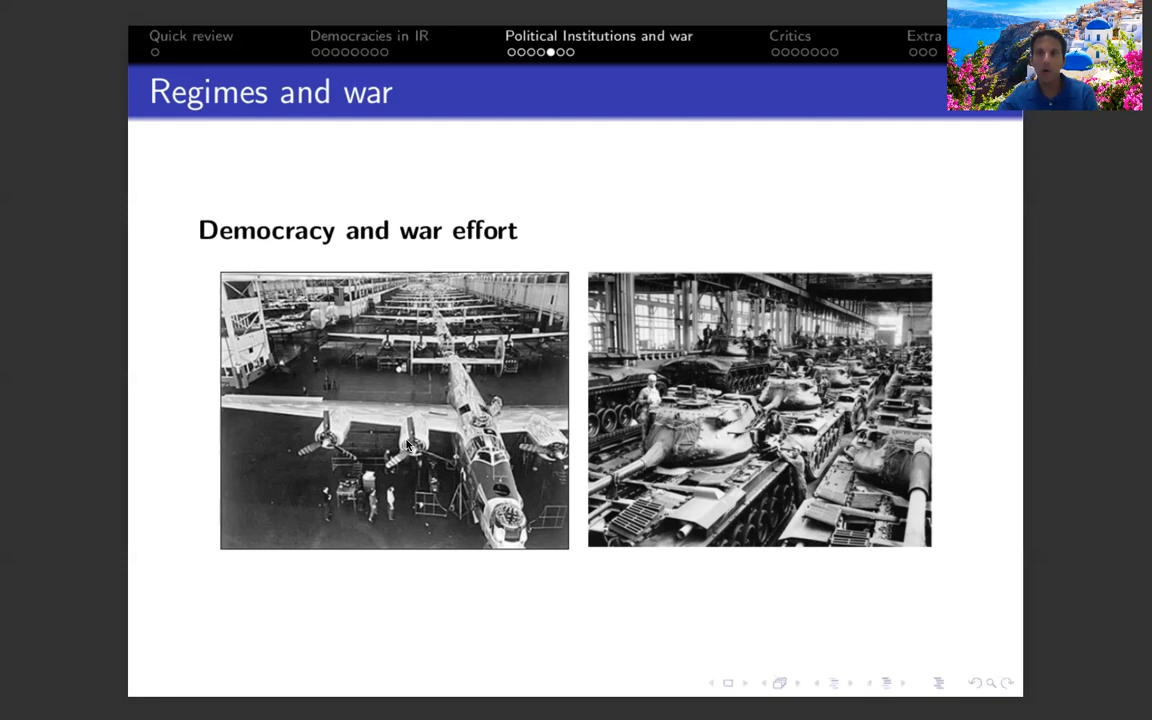 Quick review
Democracies in IR
Political Institutions and war
Critics
Extra
Regimes and war
Democracy and war effort